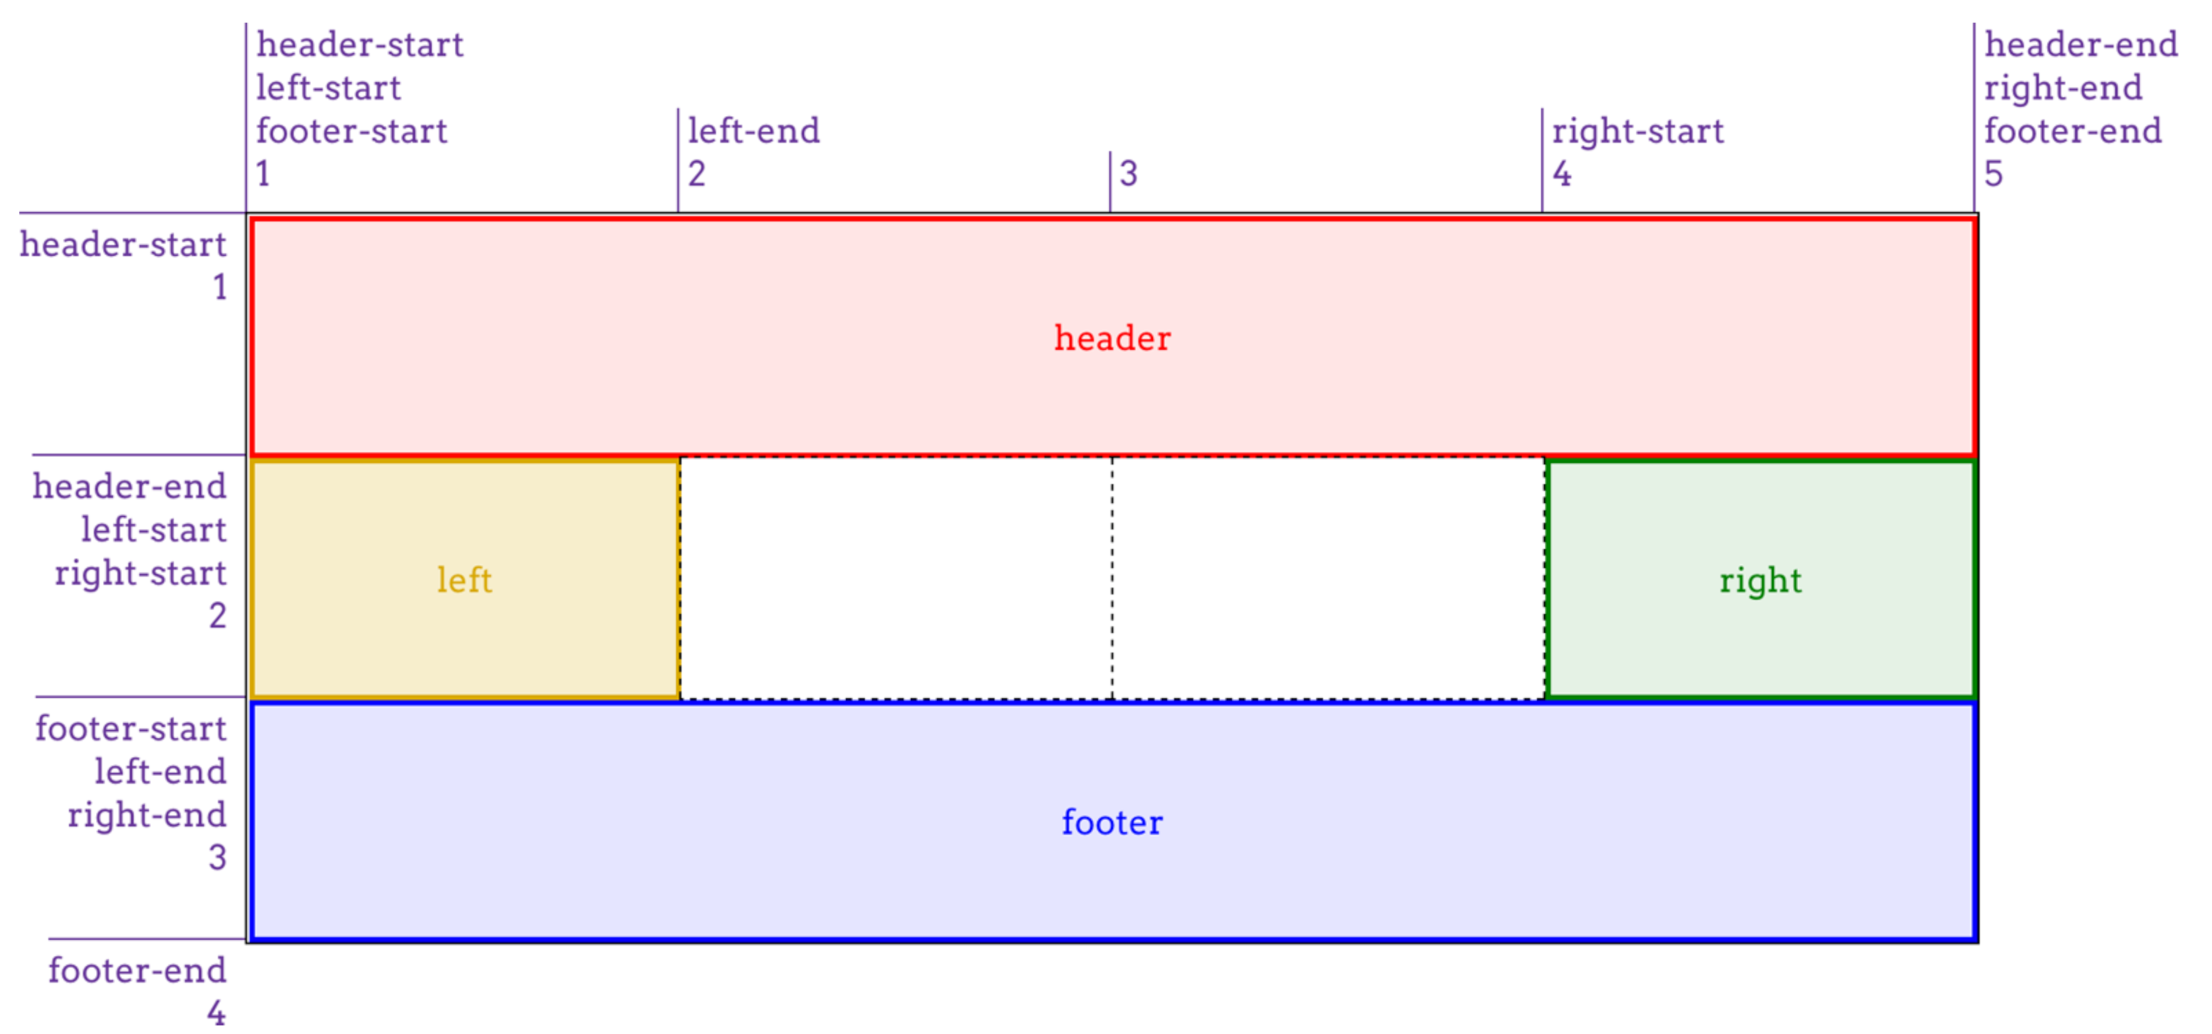 header-start
left-start
footer-start
1
left-end
2
3
right-start
4
header-end
right-end
footer-end
5
header-start
1
header
header-end
left-start
right-start
2
left
right
footer-start
left-end
right-end
3
footer
footer-end
4